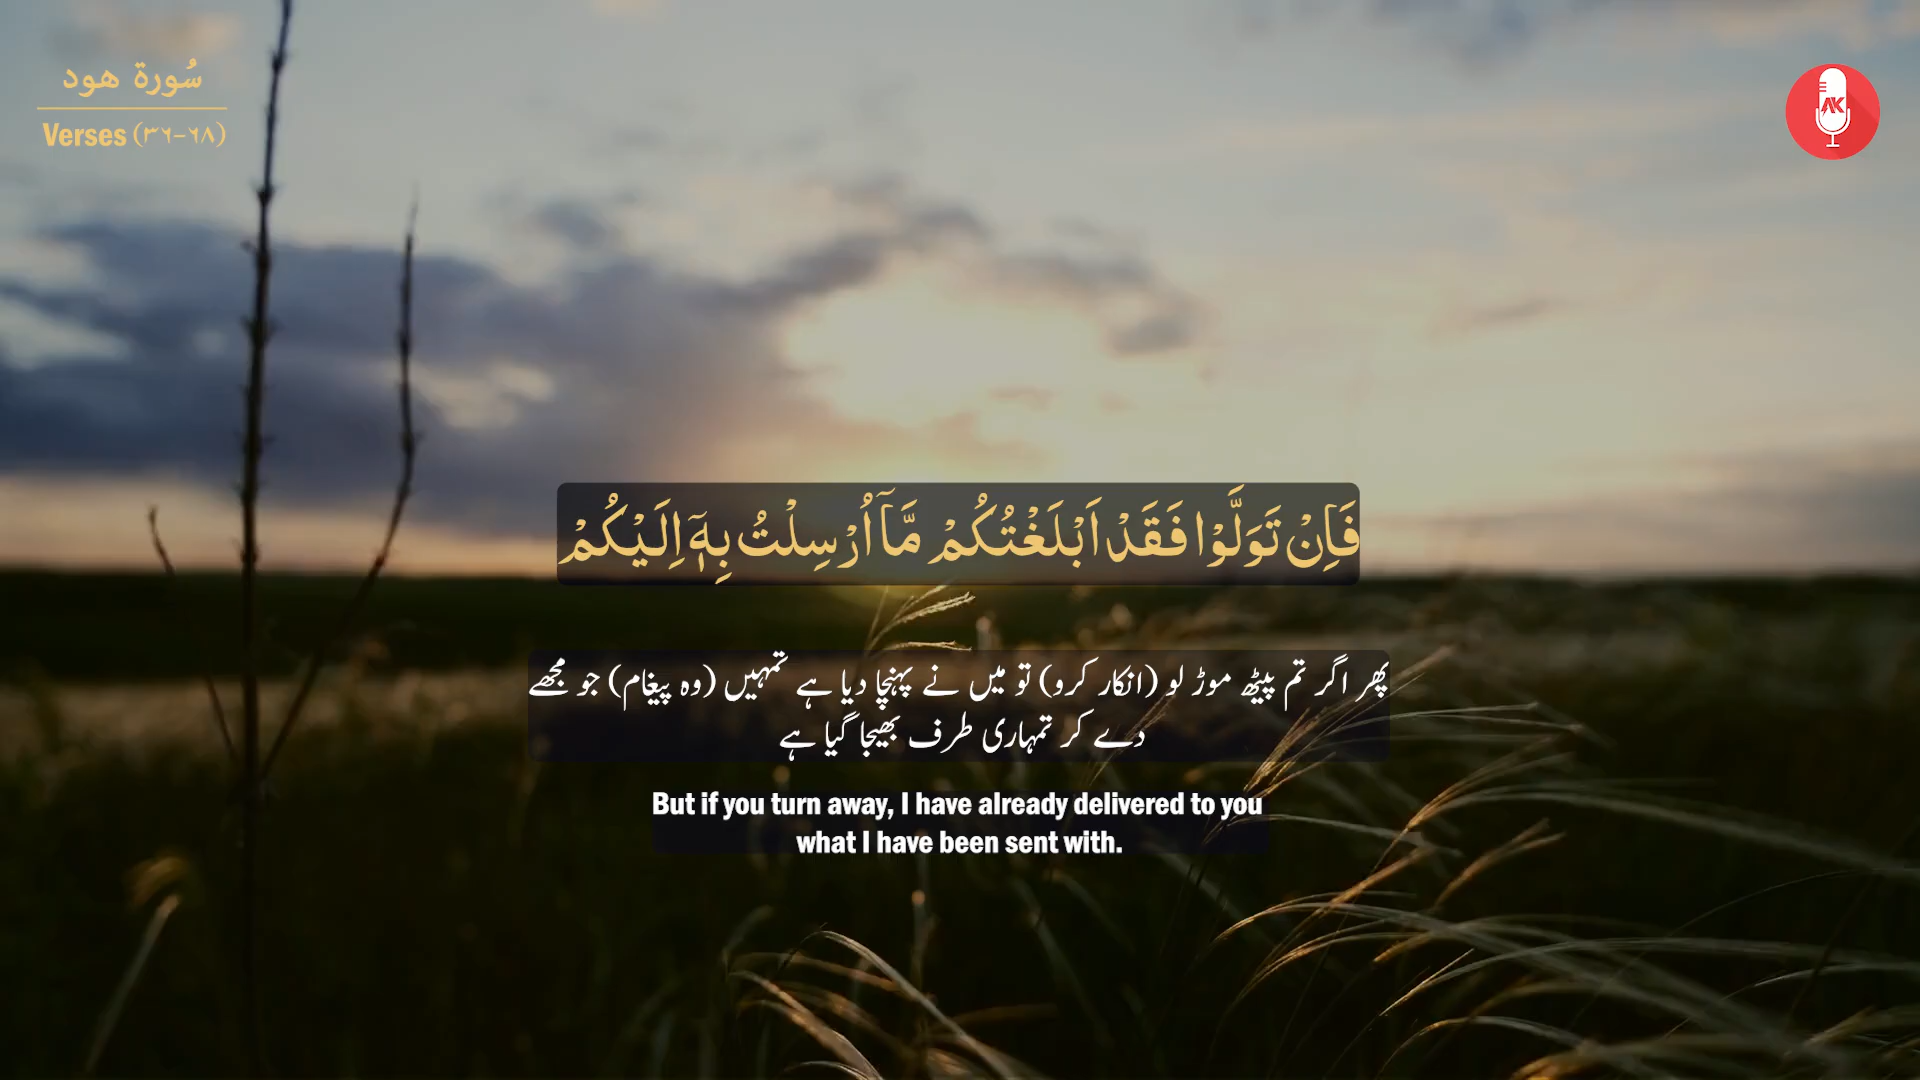 سُورة هود
Verses (٣٦-٦٨)
AK
فَاِنْ تَوَلَّوْا فَقَدْ اَبْلَغْتُكُمْ مَّآ اُرْسِلْتُ بِهٖٓ اِلَيْكُمْ
پھر اگر تم پیٹھ موڑ لو (انکار کرو) تو میں نے پہنچا دیا ہے تمہیں (وہ پیغام) جو مجھے
دے کر تمہاری طرف بھیجا گیا ہے
But if you turn away, I have already delivered to you
what I have been sent with.